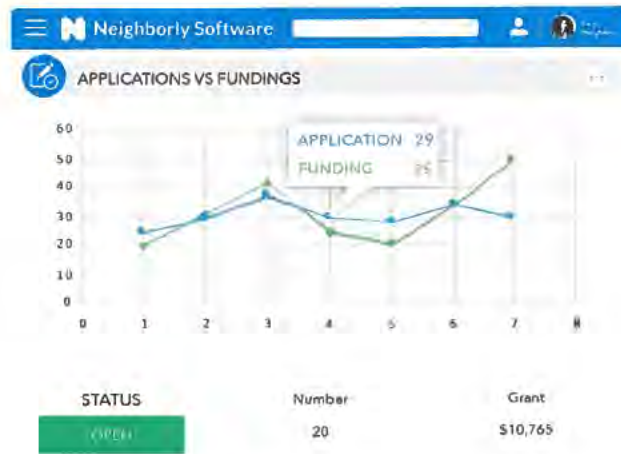 Neighborly Software
APPLICATIONS VS FUNDINGS
60
50
40
30
20
10
0
APPLICATION 29
FUNDING
0 1 2 3 4 5 6 7 8
STATUS Number Grant
OPEN 20 $10,765